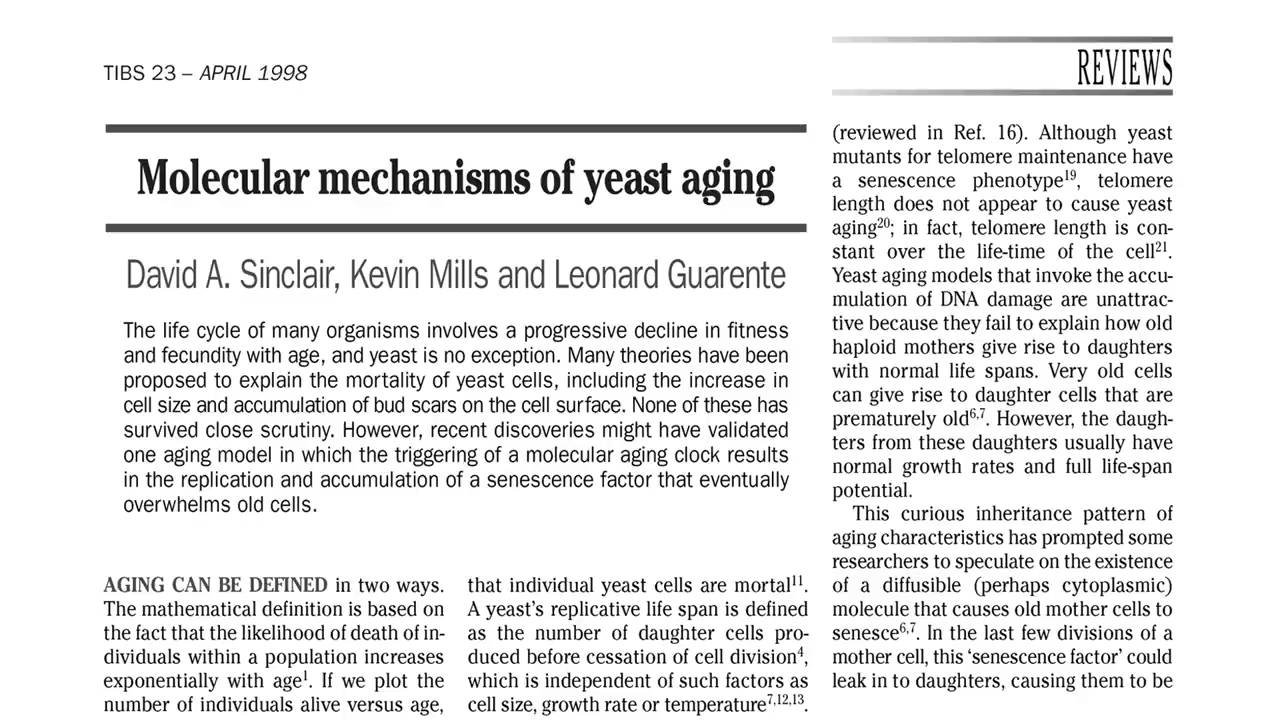 TIBS 23 – APRIL 1998
REVIEWS
Molecular mechanisms of yeast aging
David A. Sinclair, Kevin Mills and Leonard Guarente
The life cycle of many organisms involves a progressive decline in fitness
and fecundity with age, and yeast is no exception. Many theories have been
proposed to explain the mortality of yeast cells, including the increase in
cell size and accumulation of bud scars on the cell surface. None of these has
survived close scrutiny. However, recent discoveries might have validated
one aging model in which the triggering of a molecular aging clock results
in the replication and accumulation of a senescence factor that eventually
overwhelms old cells.
AGING CAN BE DEFINED in two ways.
The mathematical definition is based on
the fact that the likelihood of death of in-
dividuals within a population increases
exponentially with age1. If we plot the
number of individuals alive versus age,
that individual yeast cells are mortal11.
A yeast's replicative life span is defined
as the number of daughter cells pro-
duced before cessation of cell division4,
which is independent of such factors as
cell size, growth rate or temperature7,12,13.
(reviewed in Ref. 16). Although yeast
mutants for telomere maintenance have
a senescence phenotype19, telomere
length does not appear to cause yeast
aging20; in fact, telomere length is con-
stant over the life-time of the cell21.
Yeast aging models that invoke the accu-
mulation of DNA damage are unattrac-
tive because they fail to explain how old
haploid mothers give rise to daughters
with normal life spans. Very old cells
can give rise to daughter cells that are
prematurely old6,7. However, the daugh-
ters from these daughters usually have
normal growth rates and full life-span
potential.
This curious inheritance pattern of
aging characteristics has prompted some
researchers to speculate on the existence
of a diffusible (perhaps cytoplasmic)
molecule that causes old mother cells to
senesce6,7. In the last few divisions of a
mother cell, this 'senescence factor' could
leak in to daughters, causing them to be